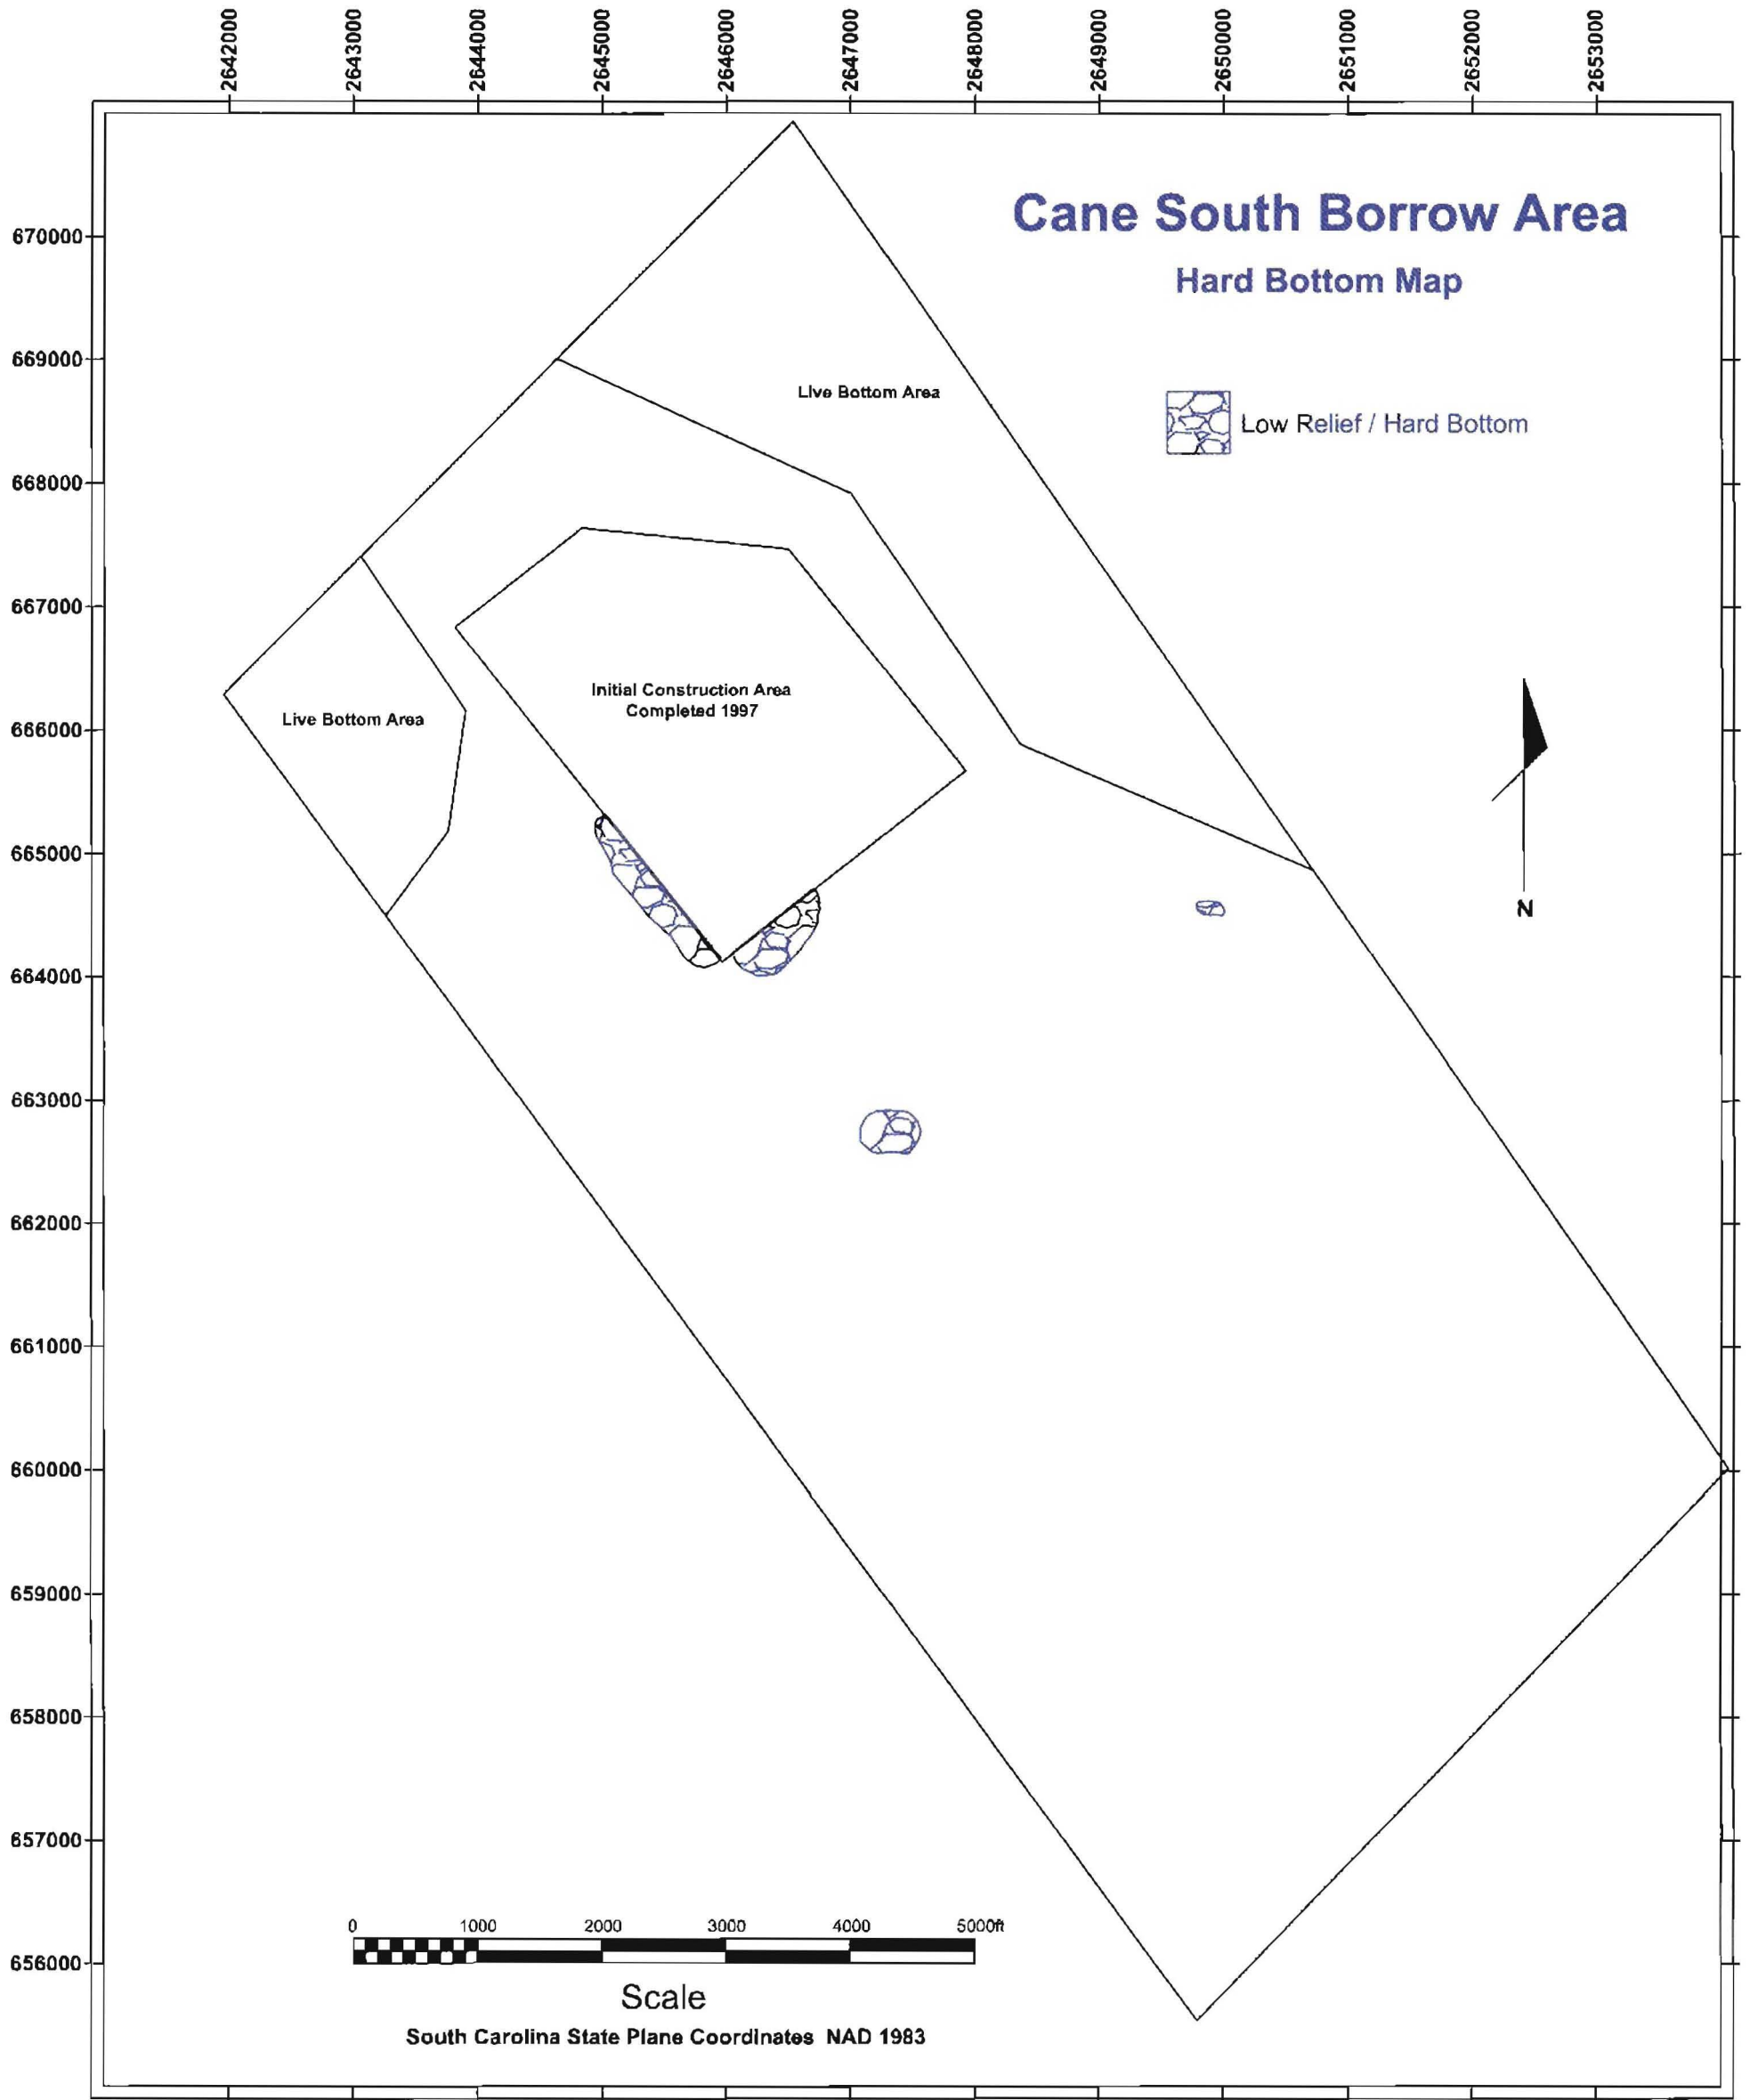 2642000
2643000
2644000
2645000
2646000
2647000
2648000
2649000
2650000
2651000
2652000
2653000
Cane South Borrow Area
Hard Bottom Map
Low Relief / Hard Bottom
670000
669000
668000
667000
666000
665000
664000
663000
662000
661000
660000
659000
658000
657000
656000
Live Bottom Area
Live Bottom Area
Initial Construction Area
Completed 1997
N
0 1000 2000 3000 4000 5000ft
Scale
South Carolina State Plane Coordinates NAD 1983